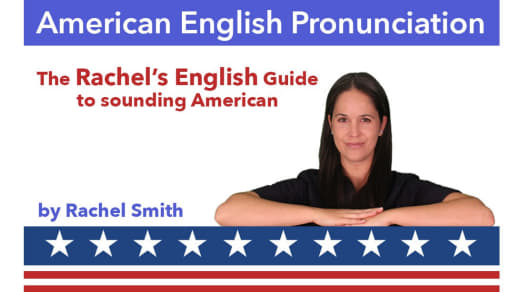 American English Pronunciation
The Rachel’s English Guide
to sounding American
by Rachel Smith